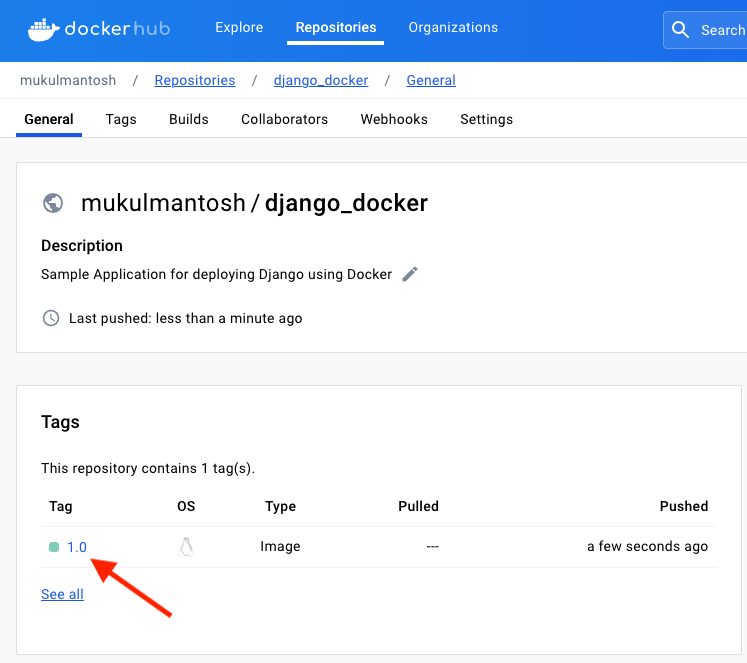 dockerhub Explore Repositories Organizations Search
mukulmantosh / Repositories / django_docker / General
General Tags Builds Collaborators Webhooks Settings
mukulmantosh / django_docker
Description
Sample Application for deploying Django using Docker
Last pushed: less than a minute ago
Tags
This repository contains 1 tag(s).
Tag OS Type Pulled Pushed
1.0 Image --- a few seconds ago
See all